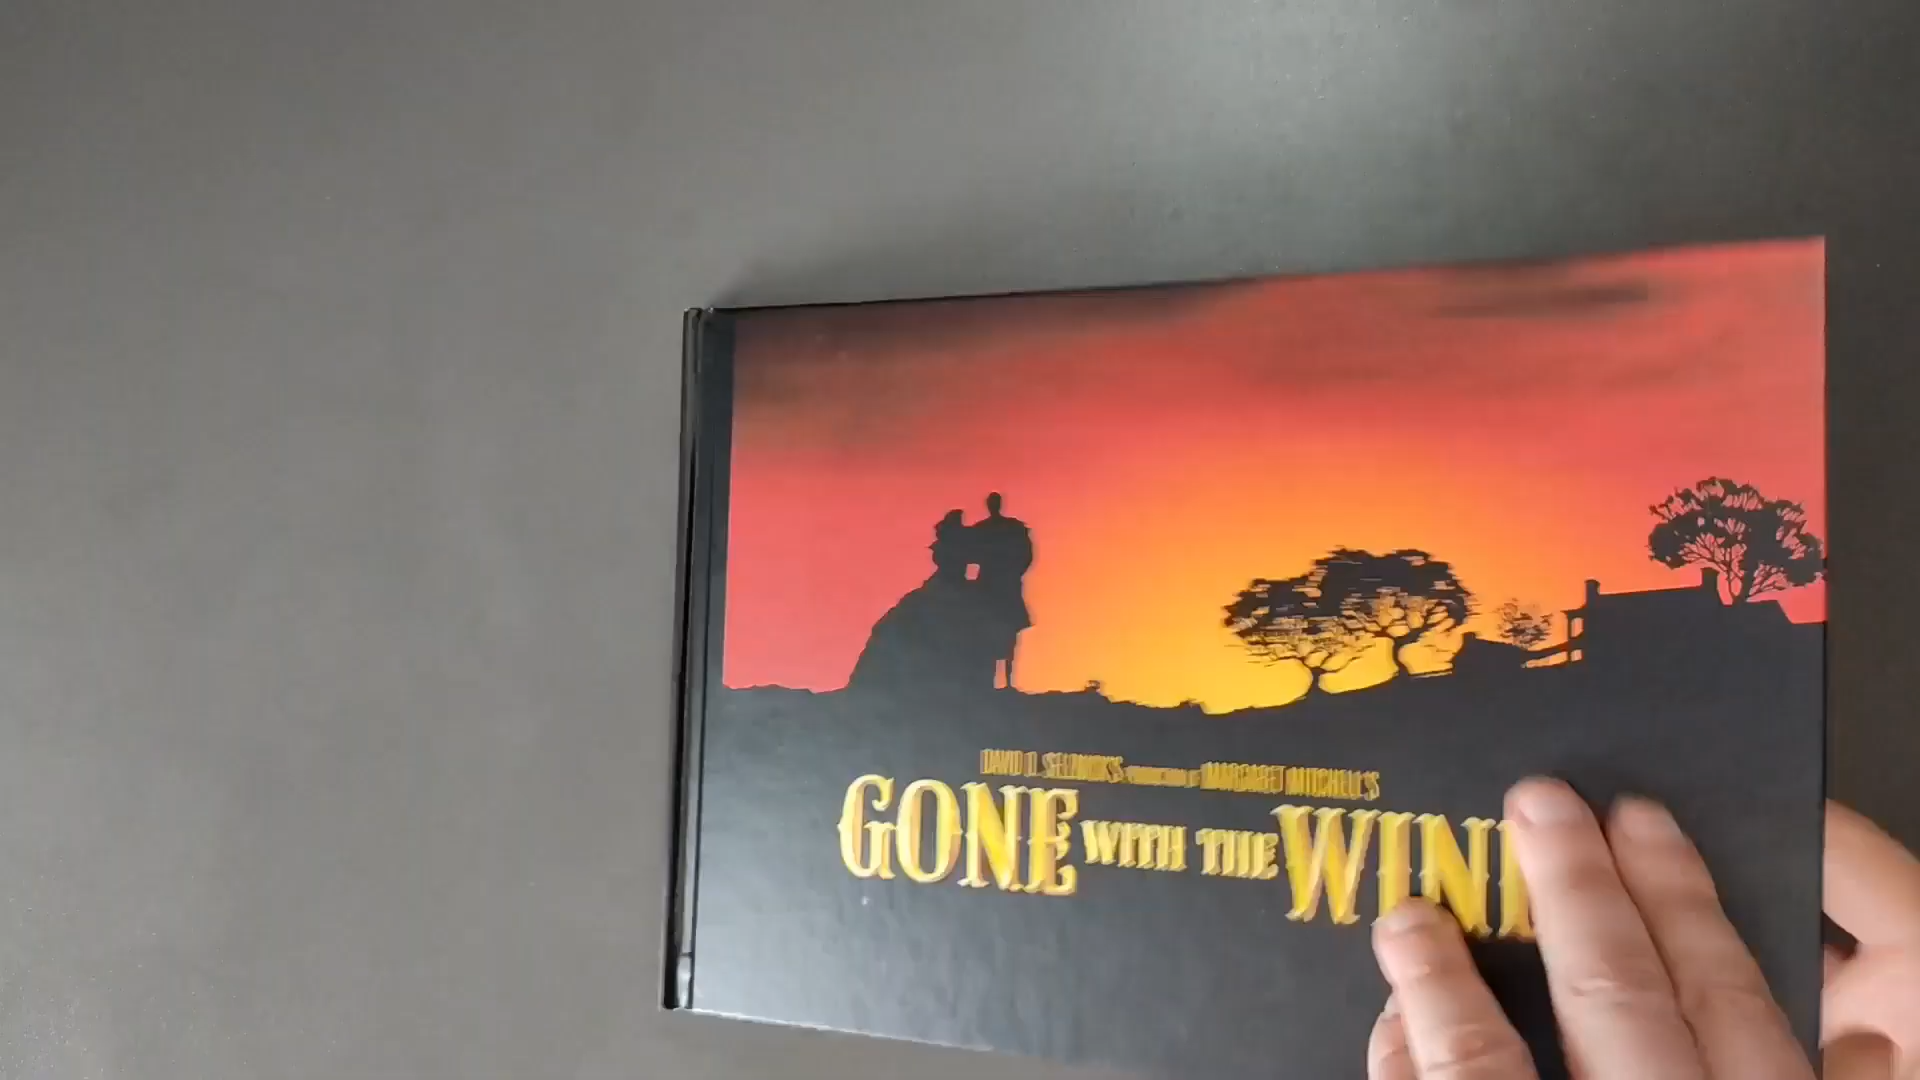 DAVID O. SELZNICK'S PRODUCTION OF MARGARET MITCHELL'S
GONE WITH THE WIN